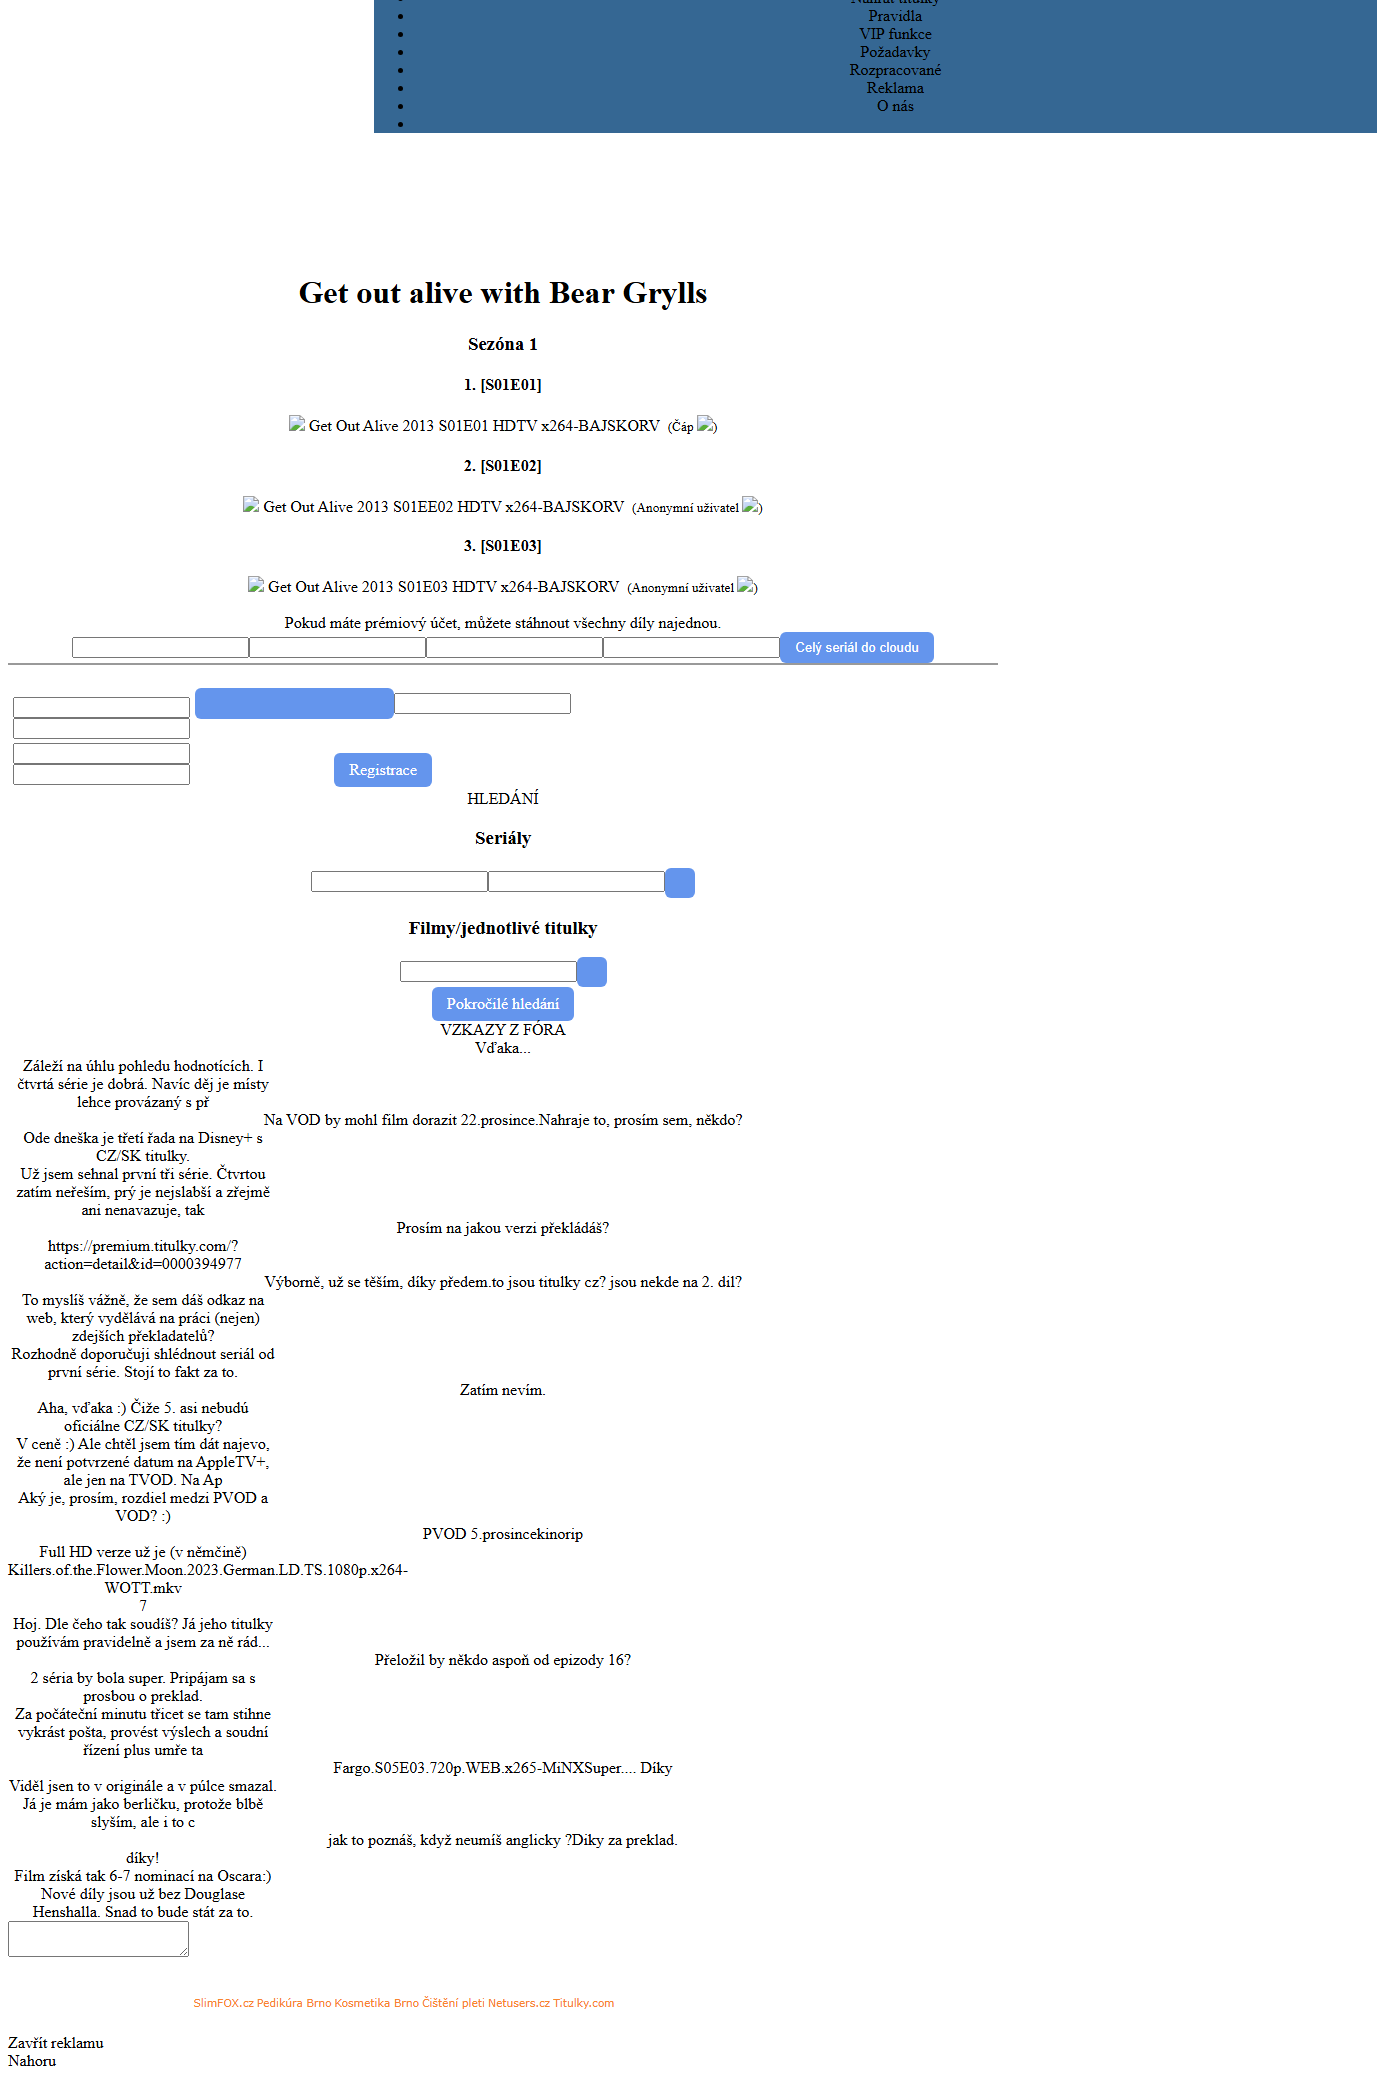 Nahrát titulky
Pravidla
VIP funkce
Požadavky
Rozpracované
Reklama
O nás
Get out alive with Bear Grylls
Sezóna 1
1. [S01E01]
Get Out Alive 2013 S01E01 HDTV x264-BAJSKORV (Čáp )
2. [S01E02]
Get Out Alive 2013 S01EE02 HDTV x264-BAJSKORV (Anonymní uživatel )
3. [S01E03]
Get Out Alive 2013 S01E03 HDTV x264-BAJSKORV (Anonymní uživatel )
Pokud máte prémiový účet, můžete stáhnout všechny díly najednou.
Celý seriál do cloudu
Registrace
HLEDÁNÍ
Seriály
Filmy/jednotlivé titulky
Pokročilé hledání
VZKAZY Z FÓRA
Vďaka...
Záleží na úhlu pohledu hodnotících. I
čtvrtá série je dobrá. Navíc děj je místy
lehce provázaný s př
Na VOD by mohl film dorazit 22.prosince.Nahraje to, prosím sem, někdo?
Ode dneška je třetí řada na Disney+ s
CZ/SK titulky.
Už jsem sehnal první tři série. Čtvrtou
zatím neřeším, prý je nejslabší a zřejmě
ani nenavazuje, tak
Prosím na jakou verzi překládáš?
https://premium.titulky.com/?
action=detail&id=0000394977
Výborně, už se těším, díky předem.to jsou titulky cz? jsou nekde na 2. dil?
To myslíš vážně, že sem dáš odkaz na
web, který vydělává na práci (nejen)
zdejších překladatelů?
Rozhodně doporučuji shlédnout seriál od
první série. Stojí to fakt za to.
Zatím nevím.
Aha, vďaka :) Čiže 5. asi nebudú
oficiálne CZ/SK titulky?
V ceně :) Ale chtěl jsem tím dát najevo,
že není potvrzené datum na AppleTV+,
ale jen na TVOD. Na Ap
Aký je, prosím, rozdiel medzi PVOD a
VOD? :)
PVOD 5.prosincekinorip
Full HD verze už je (v němčině)
Killers.of.the.Flower.Moon.2023.German.LD.TS.1080p.x264-
WOTT.mkv
7
Hoj. Dle čeho tak soudíš? Já jeho titulky
používám pravidelně a jsem za ně rád...
Přeložil by někdo aspoň od epizody 16?
2 séria by bola super. Pripájam sa s
prosbou o preklad.
Za počáteční minutu třicet se tam stihne
vykrást pošta, provést výslech a soudní
řízení plus umře ta
Fargo.S05E03.720p.WEB.x265-MiNXSuper.... Díky
Viděl jsen to v originále a v půlce smazal.
Já je mám jako berličku, protože blbě
slyším, ale i to c
jak to poznáš, když neumíš anglicky ?Diky za preklad.
díky!
Film získá tak 6-7 nominací na Oscara:)
Nové díly jsou už bez Douglase
Henshalla. Snad to bude stát za to.
SlimFOX.cz Pedikúra Brno Kosmetika Brno Čištění pleti Netusers.cz Titulky.com
Zavřít reklamu
Nahoru